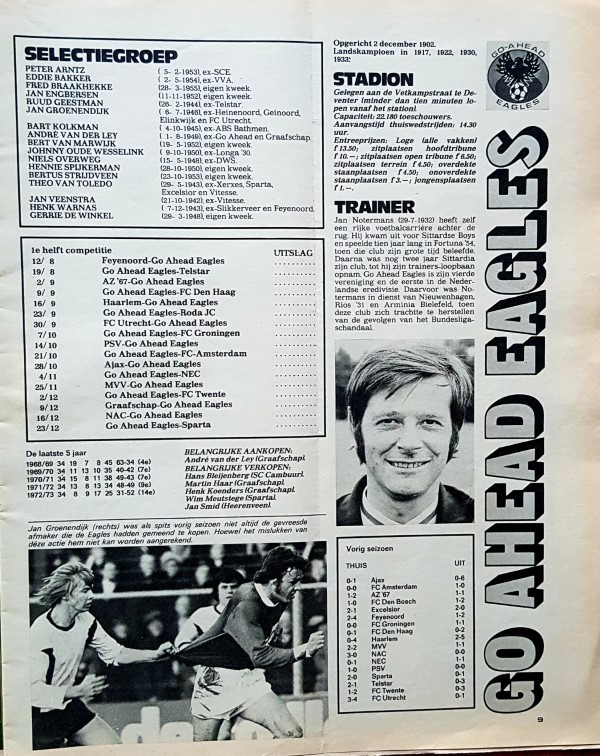 SELECTIEGROEP
PETER ARNTZ ( 5- 2-1953), ex-SCE.
EDDIE BAKKER ( 2- 5-1954), ex-VVA.
FRED BRAAKHEKKE (28- 3-1955), eigen kweek.
JAN ENGBERSEN (11-11-1952), eigen kweek.
RUUD GEESTMAN (26- 2-1944), ex-Telstar.
JAN GROENENDIJK ( 6- 7-1946), ex-Heinenoord, Geinoord,
Elinkwijk en FC Utrecht.
BART KOLKMAN ( 4-10-1945), ex-ABS Bathmen.
ANDRÉ VAN DER LEY ( 1- 8-1949), ex-Go Ahead en Graafschap.
BERT VAN MARWIJK (19- 5-1952), eigen kweek.
JOHNNY OUDE WESSELINK ( 9-10-1950), ex-Longa '30.
NIELS OVERWEG (15- 5-1948), ex-DWS.
HENNIE SPIJKERMAN (28-10-1950), eigen kweek.
BERTUS STRIJDVEEN (23-10-1953), eigen kweek.
THEO VAN TOLEDO (29- 5-1943), ex-Xerxes, Sparta,
Excelsior en Vitesse.
JAN VEENSTRA (21-10-1942), ex-Vitesse.
HENK WARNAS ( 7-12-1943), ex-Slikkerveer en Feyenoord.
GERRIE DE WINKEL (29- 3-1948), eigen kweek.
1e helft competitie UITSLAG
12/ 8 Feyenoord-Go Ahead Eagles ..........
19/ 8 Go Ahead Eagles-Telstar ..........
2/ 9 AZ '67-Go Ahead Eagles ..........
9/ 9 Go Ahead Eagles-FC Den Haag ..........
16/ 9 Haarlem-Go Ahead Eagles ..........
23/ 9 Go Ahead Eagles-Roda JC ..........
30/ 9 FC Utrecht-Go Ahead Eagles ..........
7/10 Go Ahead Eagles-FC Groningen ..........
14/10 PSV-Go Ahead Eagles ..........
21/10 Go Ahead Eagles-FC-Amsterdam ..........
28/10 Ajax-Go Ahead Eagles ..........
4/11 Go Ahead Eagles-NEC ..........
25/11 MVV-Go Ahead Eagles ..........
2/12 Go Ahead Eagles-FC Twente ..........
9/12 Graafschap-Go Ahead Eagles ..........
16/12 NAC-Go Ahead Eagles ..........
23/12 Go Ahead Eagles-Sparta ..........
De laatste 5 jaar
1968/69 34 19 7 8 45 63-34 (4e)
1969/70 34 11 13 10 35 40-42 (7e)
1970/71 34 15 8 11 38 49-43 (7e)
1971/72 34 13 8 13 34 48-49 (9e)
1972/73 34 8 9 17 25 31-52 (14e)
BELANGRIJKE AANKOPEN:
André van der Ley (Graafschap).
BELANGRIJKE VERKOPEN:
Hans Bleijenberg (SC Cambuur).
Martin Haar (Graafschap).
Henk Koenders (Graafschap).
Wim Meutstege (Sparta).
Jan Smid (Heerenveen).
Jan Groenendijk (rechts) was als spits vorig seizoen niet altijd de gevreesde
afmaker die de Eagles hadden gemeend te kopen. Hoewel het mislukken van
déze actie hem niet kan worden aangerekend.
Opgericht 2 december 1902.
Landskampioen in 1917, 1922, 1930,
1933:
STADION
Gelegen aan de Vetkampstraat te De-
venter (minder dan tien minuten lo-
pen vanaf het station).
Capaciteit: 22.180 toeschouwers.
Aanvangstijd thuiswedstrijden: 14.30
uur.
Entreeprijzen: Loge (alle vakken)
f 13.50; zitplaatsen hoofdtribune
f 10.—; zitplaatsen open tribune f 6.50;
zitplaatsen terrein f 4.50; overdekte
staanplaatsen f 4.50; onoverdekte
staanplaatsen f 3.—; jongensplaatsen
f 1.—.
TRAINER
Jan Notermans (29-7-1932) heeft zelf
een rijke voetbalcarrière achter
de rug. Hij kwam uit voor Sittardse Boys
en speelde tien jaar lang in Fortuna '54,
toen die club zijn grote tijd beleefde.
Daarna was nog twee jaar Sittardia
zijn club, tot hij zijn trainers-loopbaan
opnam. Go Ahead Eagles is zijn vierde
vereniging en de eerste in de Neder-
landse eredivisie. Daarvoor was No-
termans in dienst van Nieuwenhagen,
Rios '31 en Arminia Bielefeld, toen
deze club zich trachtte te herstellen
van de gevolgen van het Bundesliga-
schandaal.
Vorig seizoen
THUIS UIT
0-1 Ajax 0-6
0-0 FC Amsterdam 1-0
1-2 AZ '67 1-1
1-0 FC Den Bosch 1-2
2-1 Excelsior 2-0
2-4 Feyenoord 1-2
0-0 FC Groningen 1-1
0-1 FC Den Haag 0-2
0-4 Haarlem 2-5
2-2 MVV 1-1
3-0 NAC 0-0
0-1 NEC 1-1
1-0 PSV 0-0
2-0 Sparta 0-1
2-1 Telstar 0-3
1-2 FC Twente 0-3
3-4 FC Utrecht 0-1
GO-AHEAD
EAGLES
GO AHEAD EAGLES
9